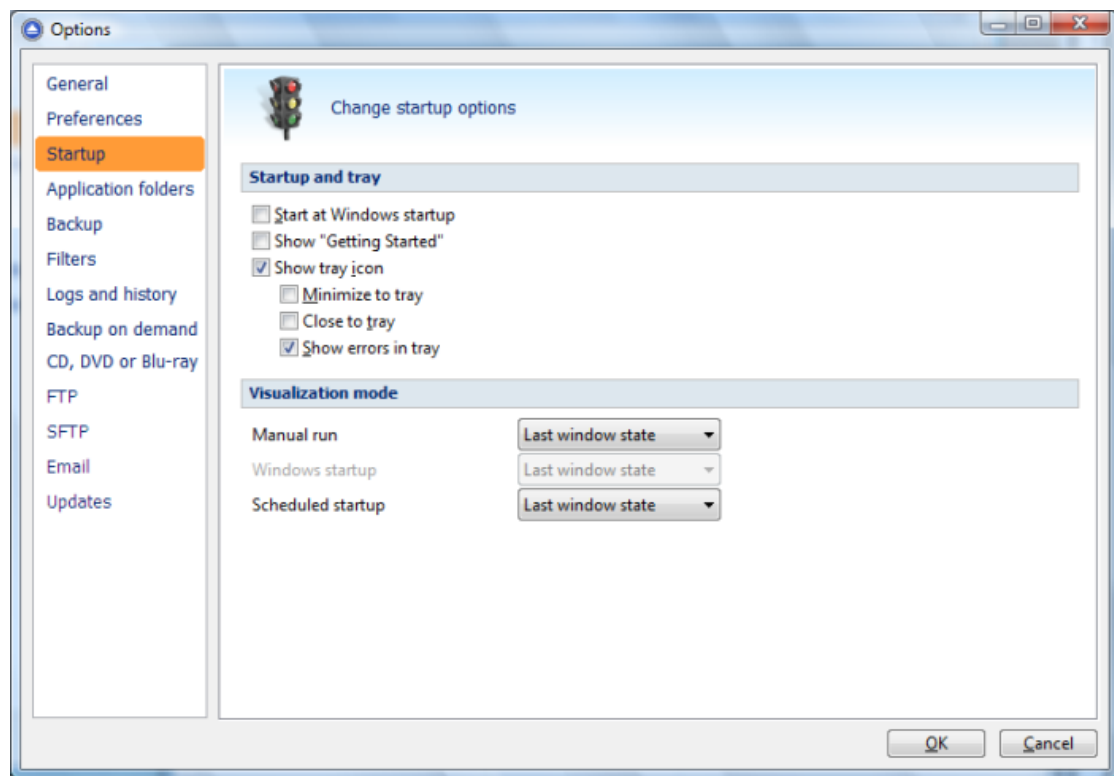 Options
General
Preferences
Startup
Application folders
Backup
Filters
Logs and history
Backup on demand
CD, DVD or Blu-ray
FTP
SFTP
Email
Updates
Change startup options
Startup and tray
Start at Windows startup
Show "Getting Started"
Show tray icon
Minimize to tray
Close to tray
Show errors in tray
Visualization mode
Manual run Last window state
Windows startup Last window state
Scheduled startup Last window state
OK Cancel